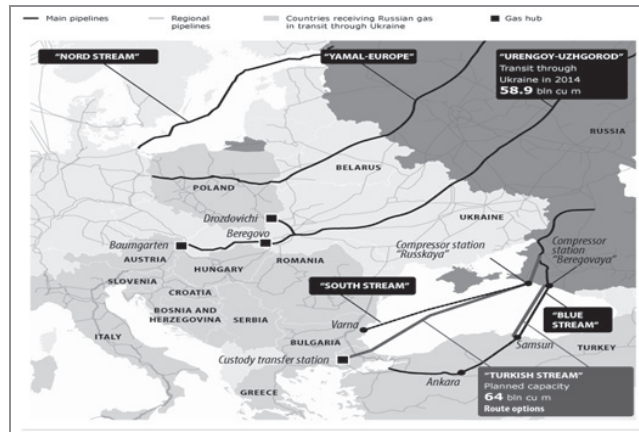 Main pipelines
Regional
pipelines
Countries receiving Russian gas
in transit through Ukraine
Gas hub
"NORD STREAM"
"YAMAL-EUROPE"
"URENGOY-UZHGOROD"
Transit through
Ukraine in 2014
58.9 bln cu m
RUSSIA
BELARUS
POLAND
Drozdovichi
UKRAINE
Beregovo
Baumgarten
Compressor station
"Russkaya"
Compressor
station
"Beregovaya"
AUSTRIA
ROMANIA
HUNGARY
SLOVENIA
CROATIA
"SOUTH STREAM"
BOSNIA AND
HERZEGOVINA
SERBIA
"BLUE
STREAM"
ITALY
Varna
BULGARIA
Samsun
TURKEY
Custody transfer station
"TURKISH STREAM"
Planned capacity
64 bln cu m
Route options
Ankara
GREECE